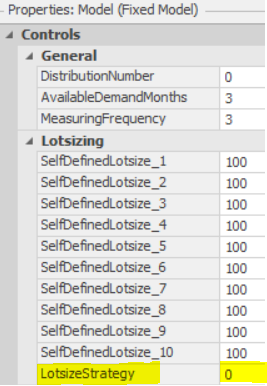 Properties: Model (Fixed Model)
Controls
General
DistributionNumber 0
AvailableDemandMonths 3
MeasuringFrequency 3
Lotsizing
SelfDefinedLotsize_1 100
SelfDefinedLotsize_2 100
SelfDefinedLotsize_3 100
SelfDefinedLotsize_4 100
SelfDefinedLotsize_5 100
SelfDefinedLotsize_6 100
SelfDefinedLotsize_7 100
SelfDefinedLotsize_8 100
SelfDefinedLotsize_9 100
SelfDefinedLotsize_10 100
LotsizeStrategy 0